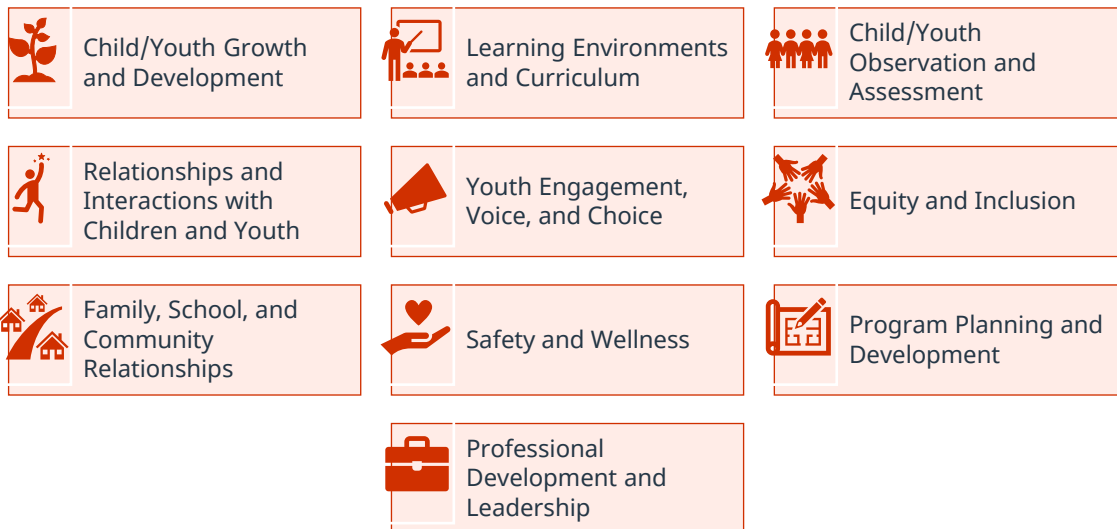 Child/Youth Growth
and Development
Learning Environments
and Curriculum
Child/Youth
Observation and
Assessment
Relationships and
Interactions with
Children and Youth
Youth Engagement,
Voice, and Choice
Equity and Inclusion
Family, School, and
Community
Relationships
Safety and Wellness
Program Planning and
Development
Professional
Development and
Leadership